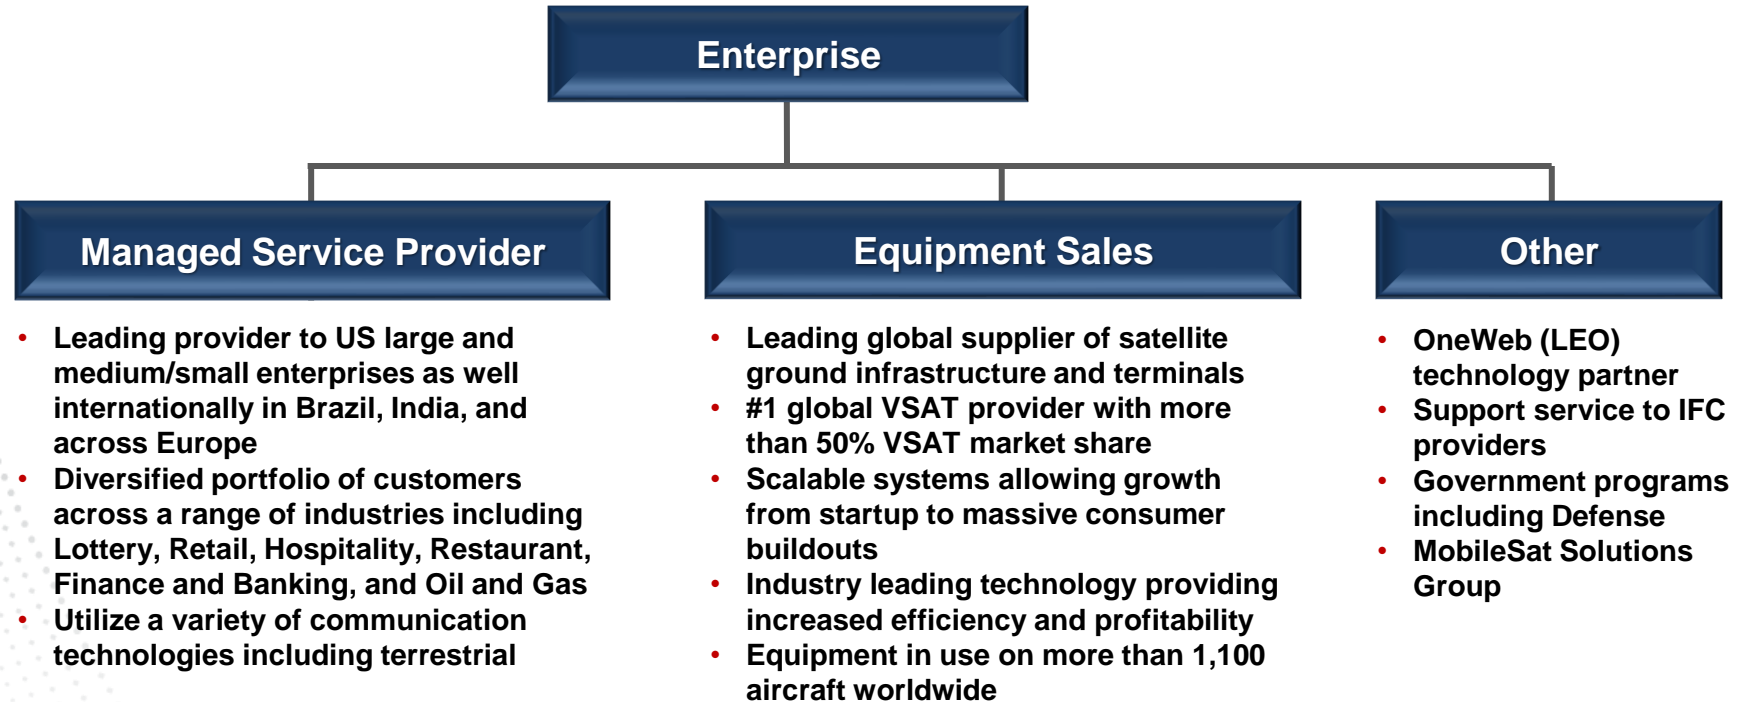 Enterprise
Managed Service Provider
• Leading provider to US large and
medium/small enterprises as well
internationally in Brazil, India, and
across Europe
• Diversified portfolio of customers
across a range of industries including
Lottery, Retail, Hospitality, Restaurant,
Finance and Banking, and Oil and Gas
• Utilize a variety of communication
technologies including terrestrial
Equipment Sales
• Leading global supplier of satellite
ground infrastructure and terminals
• #1 global VSAT provider with more
than 50% VSAT market share
• Scalable systems allowing growth
from startup to massive consumer
buildouts
• Industry leading technology providing
increased efficiency and profitability
• Equipment in use on more than 1,100
aircraft worldwide
Other
• OneWeb (LEO)
technology partner
• Support service to IFC
providers
• Government programs
including Defense
• MobileSat Solutions
Group